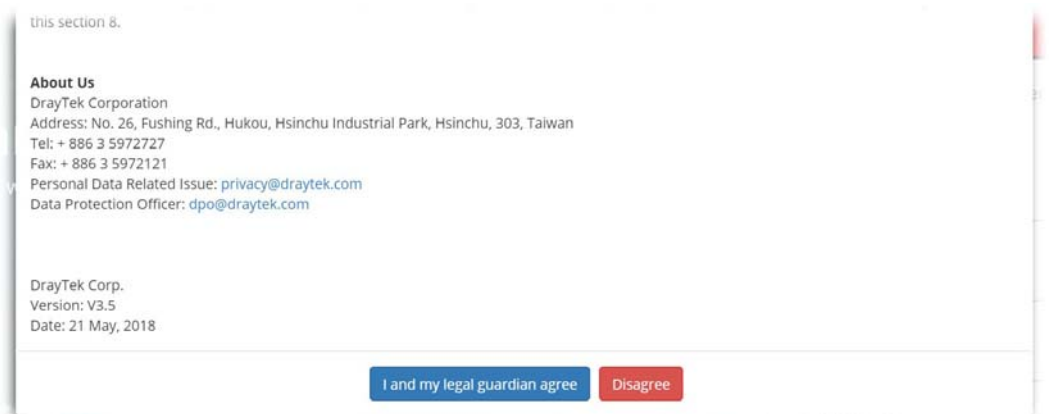 this section 8.
About Us
DrayTek Corporation
Address: No. 26, Fushing Rd., Hukou, Hsinchu Industrial Park, Hsinchu, 303, Taiwan
Tel: + 886 3 5972727
Fax: + 886 3 5972121
Personal Data Related Issue: privacy@draytek.com
Data Protection Officer: dpo@draytek.com
DrayTek Corp.
Version: V3.5
Date: 21 May, 2018
I and my legal guardian agree
Disagree